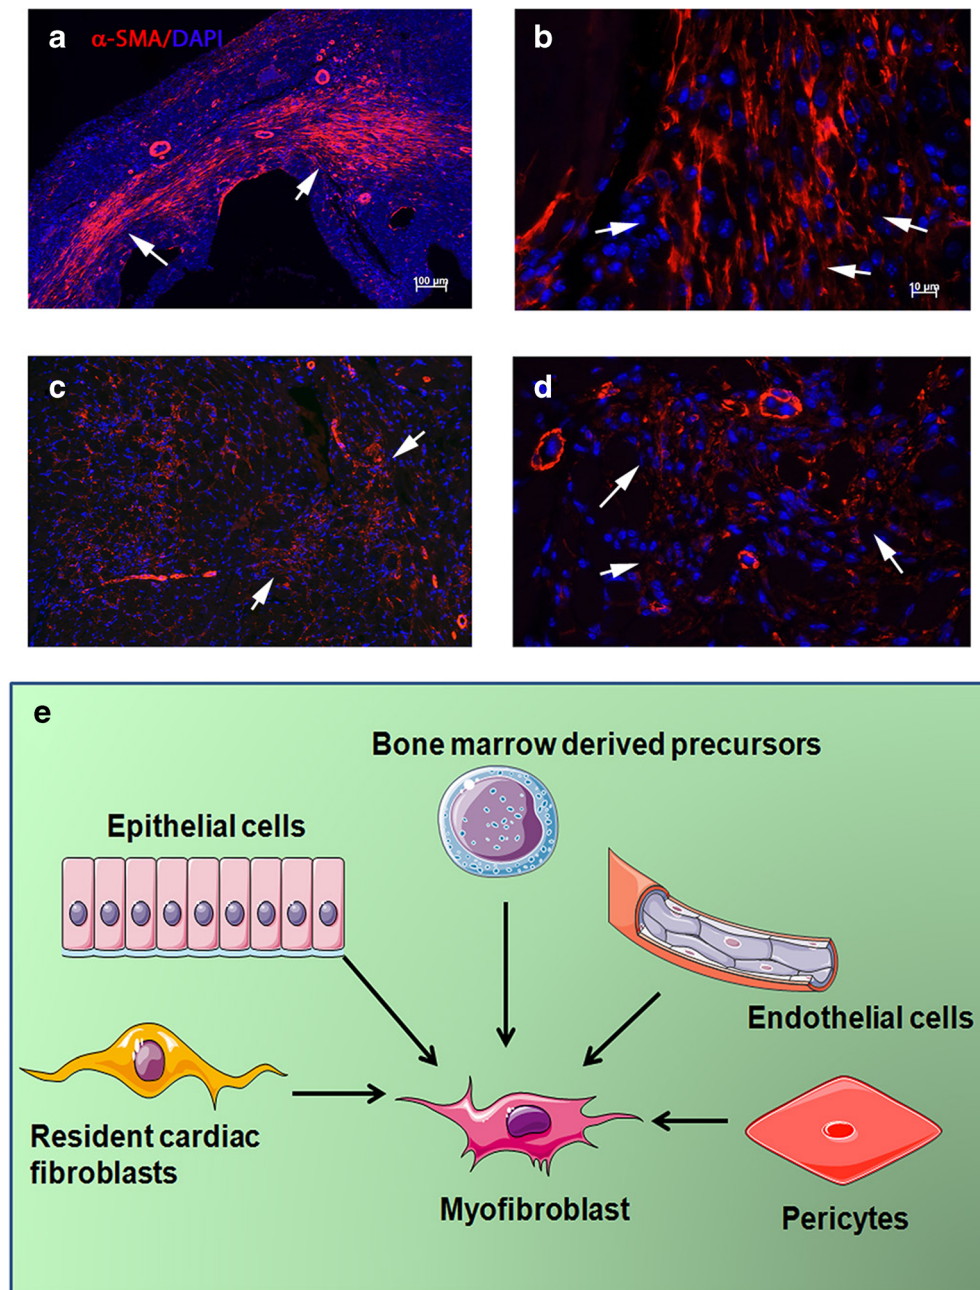 a
α-SMA/DAPI
100 µm
b
10 µm
c
d
e
Bone marrow derived precursors
Epithelial cells
Endothelial cells
Resident cardiac
fibroblasts
Myofibroblast
Pericytes